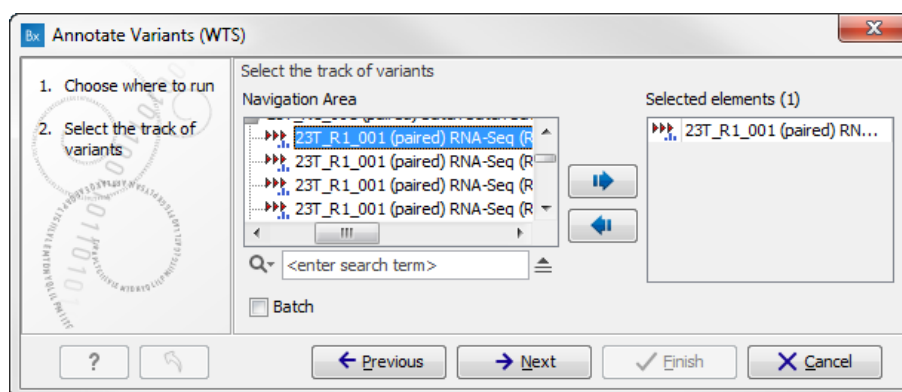 Bx Annotate Variants (WTS)
1. Choose where to run
2. Select the track of
variants
Select the track of variants
Navigation Area
23T_R1_001 (paired) RNA-Seq (R
23T_R1_001 (paired) RNA-Seq (R
23T_R1_001 (paired) RNA-Seq (R
23T_R1_001 (paired) RNA-Seq (R
<enter search term>
Batch
Selected elements (1)
23T_R1_001 (paired) RN...
?
Previous
Next
Finish
Cancel